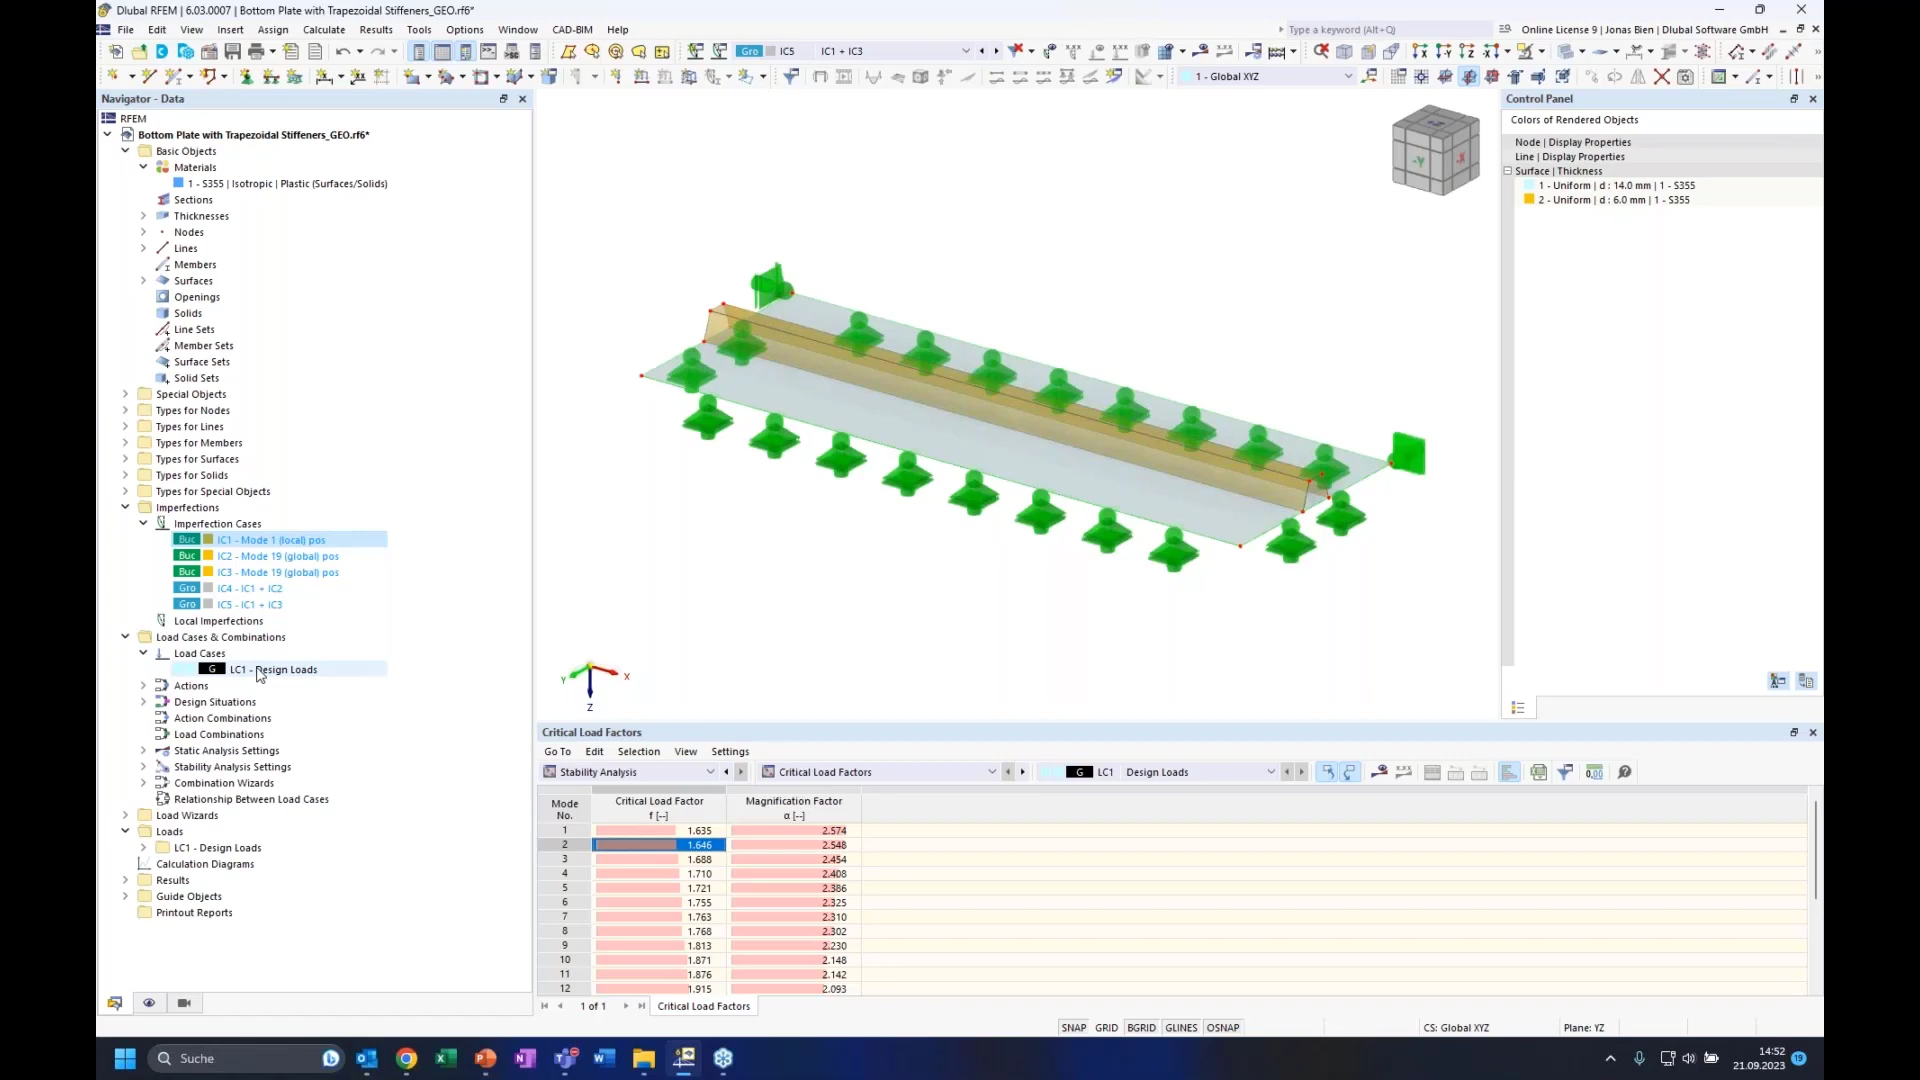 Dlubal RFEM | 6.03.0007 | Bottom Plate with Trapezoidal Stiffeners_GEO.rf6*
File Edit View Insert Assign Calculate Results Tools Options Window CAD-BIM Help
Type a keyword (Alt+Q)
Online License 9 | Jonas Bien | Dlubal Software GmbH
Gro IC5 IC1 + IC3
1 - Global XYZ
Navigator - Data
RFEM
Bottom Plate with Trapezoidal Stiffeners_GEO.rf6*
Basic Objects
Materials
1 - S355 | Isotropic | Plastic (Surfaces/Solids)
Sections
Thicknesses
Nodes
Lines
Members
Surfaces
Openings
Solids
Line Sets
Member Sets
Surface Sets
Solid Sets
Special Objects
Types for Nodes
Types for Lines
Types for Members
Types for Surfaces
Types for Solids
Types for Special Objects
Imperfections
Imperfection Cases
Buc IC1 - Mode 1 (local) pos
Buc IC2 - Mode 19 (global) pos
Buc IC3 - Mode 19 (global) pos
Gro IC4 - IC1 + IC2
Gro IC5 - IC1 + IC3
Local Imperfections
Load Cases & Combinations
Load Cases
G LC1 - Design Loads
Actions
Design Situations
Action Combinations
Load Combinations
Static Analysis Settings
Stability Analysis Settings
Combination Wizards
Relationship Between Load Cases
Load Wizards
Loads
LC1 - Design Loads
Calculation Diagrams
Results
Guide Objects
Printout Reports
-Y -X
X
Y
Z
Control Panel
Colors of Rendered Objects
Node | Display Properties
Line | Display Properties
Surface | Thickness
1 - Uniform | d : 14.0 mm | 1 - S355
2 - Uniform | d : 6.0 mm | 1 - S355
Critical Load Factors
Go To Edit Selection View Settings
Stability Analysis Critical Load Factors G LC1 Design Loads
Mode No. Critical Load Factor f [--] Magnification Factor α [--]
1 1.635 2.574
2 1.646 2.548
3 1.688 2.454
4 1.710 2.408
5 1.721 2.386
6 1.755 2.325
7 1.763 2.310
8 1.768 2.302
9 1.813 2.230
10 1.871 2.148
11 1.876 2.142
12 1.915 2.093
1 of 1 Critical Load Factors
SNAP GRID BGRID GLINES OSNAP
CS: Global XYZ
Plane: YZ
Suche
14:52
21.09.2023
19